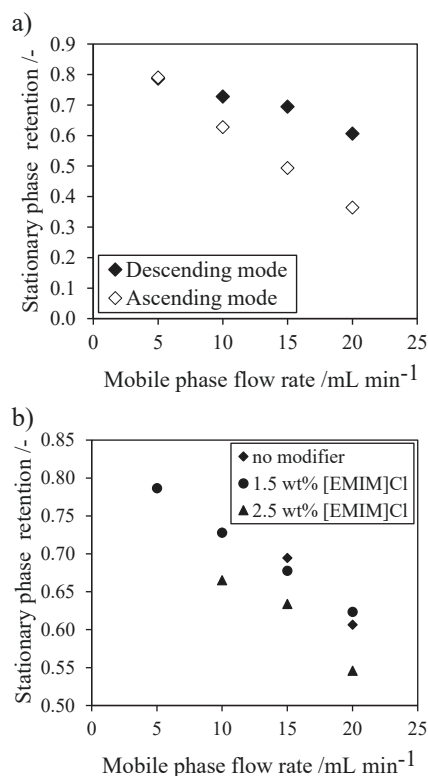 a)
Stationary phase retention /-
0.9
0.8
0.7
0.6
0.5
0.4
0.3
0.2
0.1
0.0
Descending mode
Ascending mode
0 5 10 15 20 25
Mobile phase flow rate /mL min-1
b)
Stationary phase retention /-
0.85
0.80
0.75
0.70
0.65
0.60
0.55
0.50
no modifier
1.5 wt% [EMIM]Cl
2.5 wt% [EMIM]Cl
0 5 10 15 20 25
Mobile phase flow rate /mL min-1